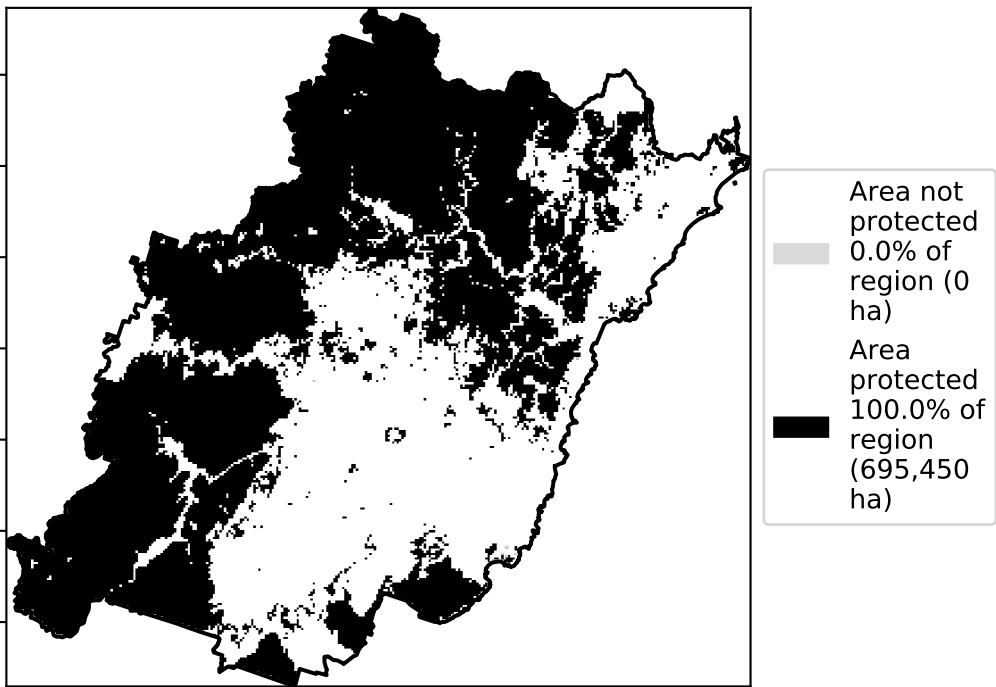 Area not
protected
0.0% of
region (0
ha)
Area
protected
100.0% of
region
(695,450
ha)